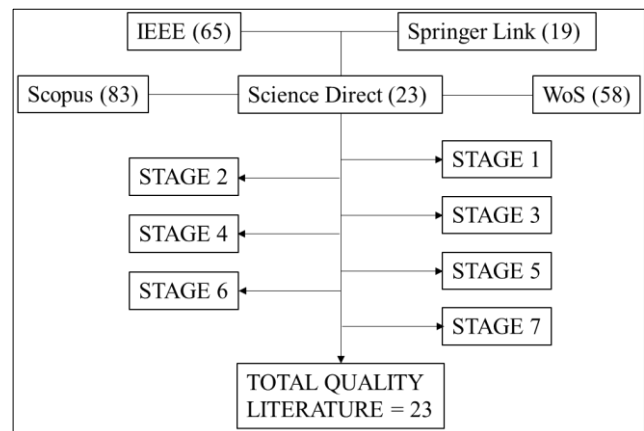 IEEE (65)
Springer Link (19)
Scopus (83)
Science Direct (23)
WoS (58)
STAGE 1
STAGE 2
STAGE 3
STAGE 4
STAGE 5
STAGE 6
STAGE 7
TOTAL QUALITY
LITERATURE = 23